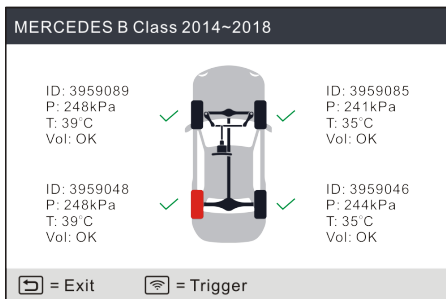 MERCEDES B Class 2014~2018
ID: 3959089
P: 248kPa
T: 39°C
Vol: OK
ID: 3959085
P: 241kPa
T: 35°C
Vol: OK
ID: 3959048
P: 248kPa
T: 39°C
Vol: OK
ID: 3959046
P: 244kPa
T: 35°C
Vol: OK
= Exit
= Trigger